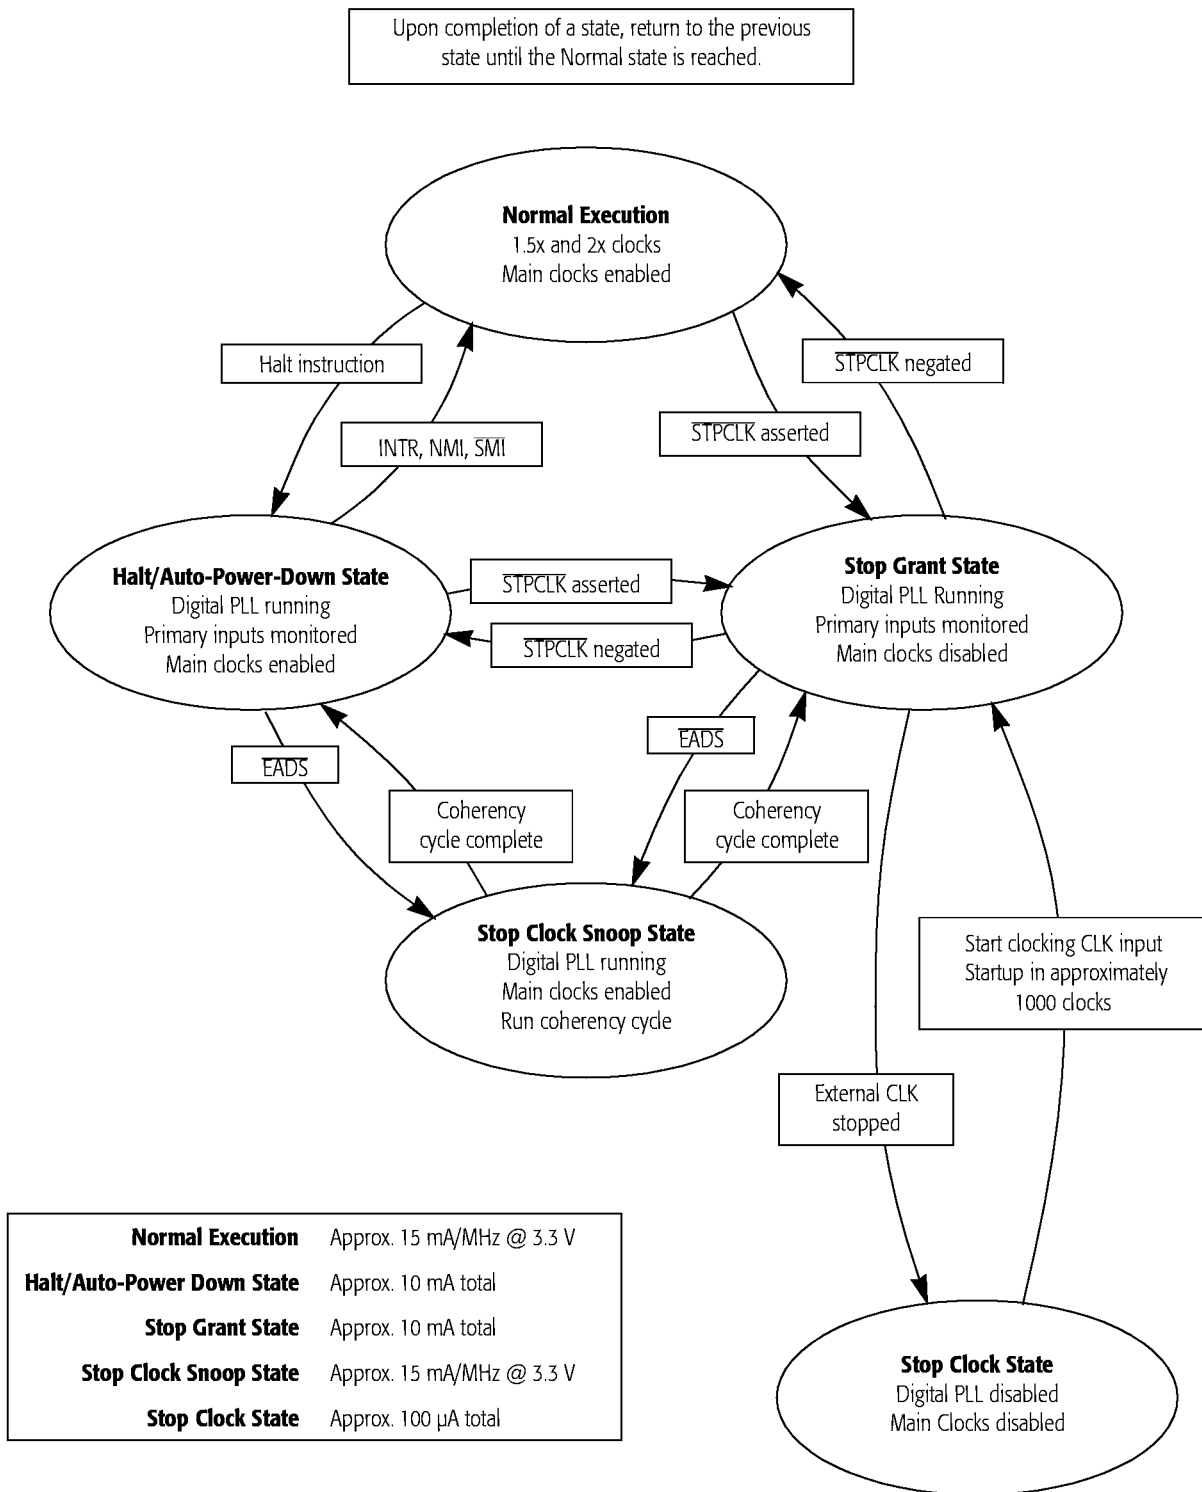 Upon completion of a state, return to the previous
state until the Normal state is reached.
Normal Execution
1.5x and 2x clocks
Main clocks enabled
Halt instruction
S̅T̅P̅C̅L̅K̅ negated
INTR, NMI, S̅M̅I̅
S̅T̅P̅C̅L̅K̅ asserted
Halt/Auto-Power-Down State
Digital PLL running
Primary inputs monitored
Main clocks enabled
S̅T̅P̅C̅L̅K̅ asserted
S̅T̅P̅C̅L̅K̅ negated
Stop Grant State
Digital PLL Running
Primary inputs monitored
Main clocks disabled
E̅A̅D̅S̅
Coherency
cycle complete
E̅A̅D̅S̅
Coherency
cycle complete
Stop Clock Snoop State
Digital PLL running
Main clocks enabled
Run coherency cycle
Start clocking CLK input
Startup in approximately
1000 clocks
External CLK
stopped
Normal Execution Approx. 15 mA/MHz @ 3.3 V
Halt/Auto-Power Down State Approx. 10 mA total
Stop Grant State Approx. 10 mA total
Stop Clock Snoop State Approx. 15 mA/MHz @ 3.3 V
Stop Clock State Approx. 100 µA total
Stop Clock State
Digital PLL disabled
Main Clocks disabled